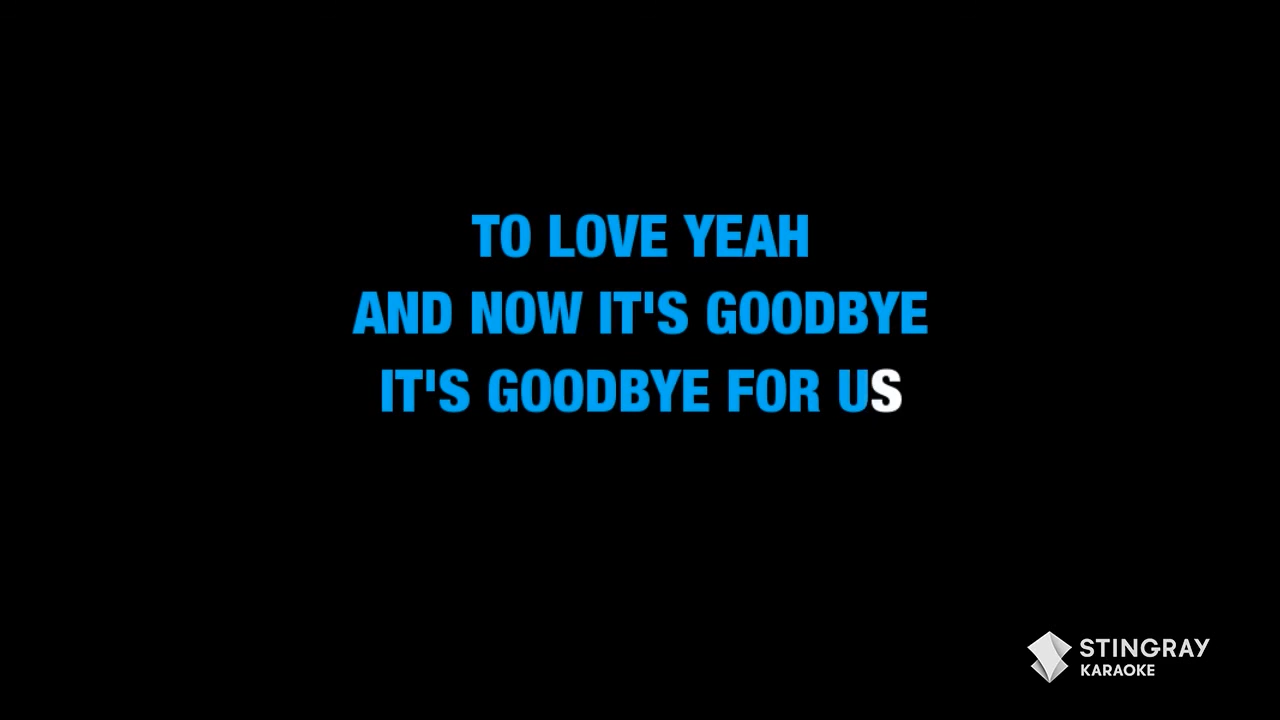 TO LOVE YEAH
AND NOW IT'S GOODBYE
IT'S GOODBYE FOR US
STINGRAY
KARAOKE